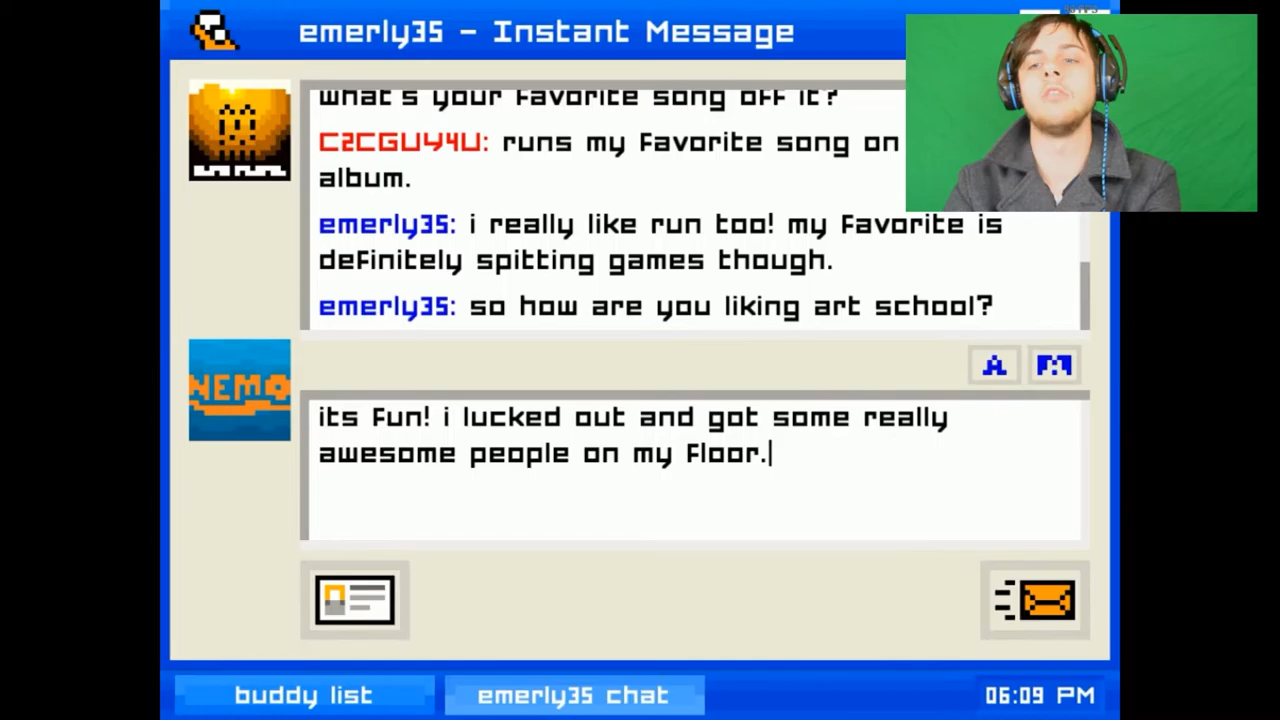 emerly35 - Instant Message
what's your favorite song off it?
C2CGUY4U: runs my favorite song on
album.
emerly35: i really like run too! my favorite is
definitely spitting games though.
emerly35: so how are you liking art school?
NEMO
A
its fun! i lucked out and got some really
awesome people on my floor.
buddy list
emerly35 chat
06:09 PM